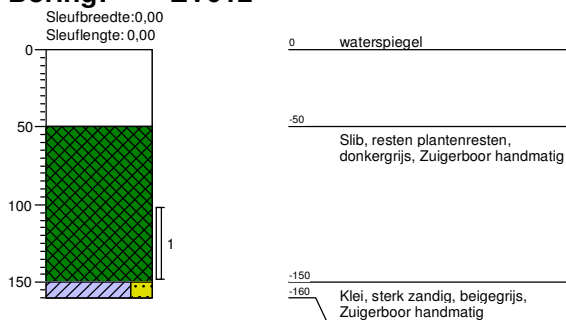 Sleufbreedte:0,00
Sleuflengte: 0,00
0
50
100
150
1
0
waterspiegel
-50
Slib, resten plantenresten,
donkergrijs, Zuigerboor handmatig
-150
-160
Klei, sterk zandig, beigegrijs,
Zuigerboor handmatig